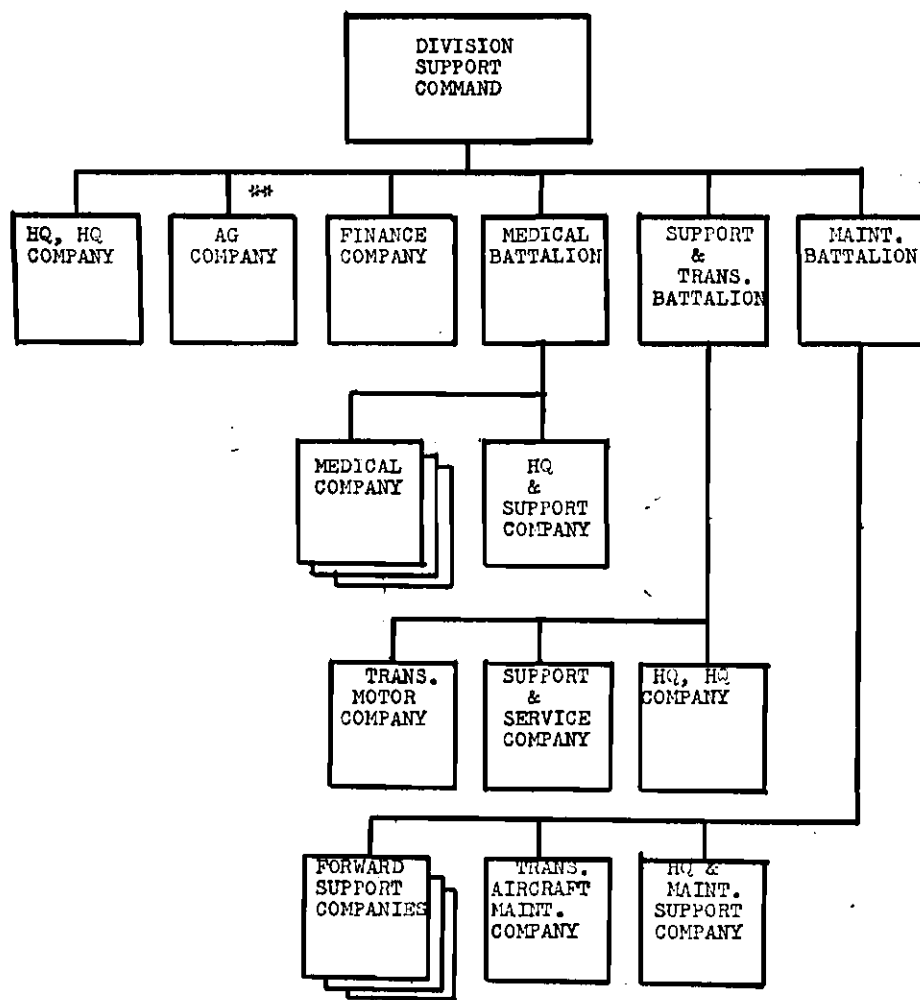 DIVISION
SUPPORT
COMMAND
**
HQ, HQ
COMPANY
AG
COMPANY
FINANCE
COMPANY
MEDICAL
BATTALION
SUPPORT
&
TRANS.
BATTALION
MAINT.
BATTALION
MEDICAL
COMPANY
HQ
&
SUPPORT
COMPANY
TRANS.
MOTOR
COMPANY
SUPPORT
&
SERVICE
COMPANY
HQ, HQ
COMPANY
FORWARD
SUPPORT
COMPANIES
TRANS.
AIRCRAFT
MAINT.
COMPANY
HQ &
MAINT.
SUPPORT
COMPANY